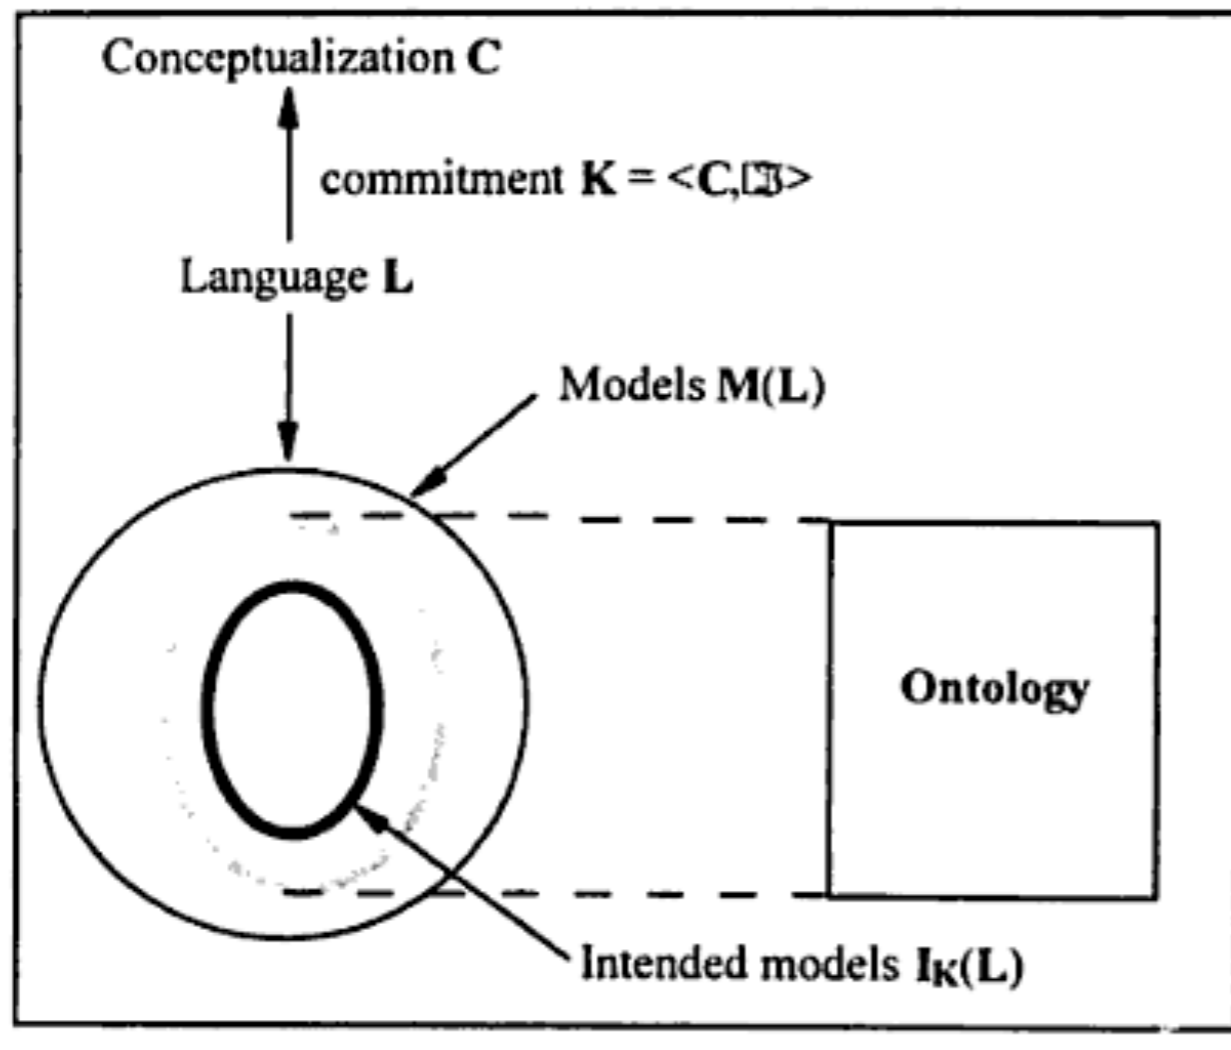 Conceptualization C
commitment K = <C, >
Language L
Models M(L)
Ontology
Intended models IK(L)